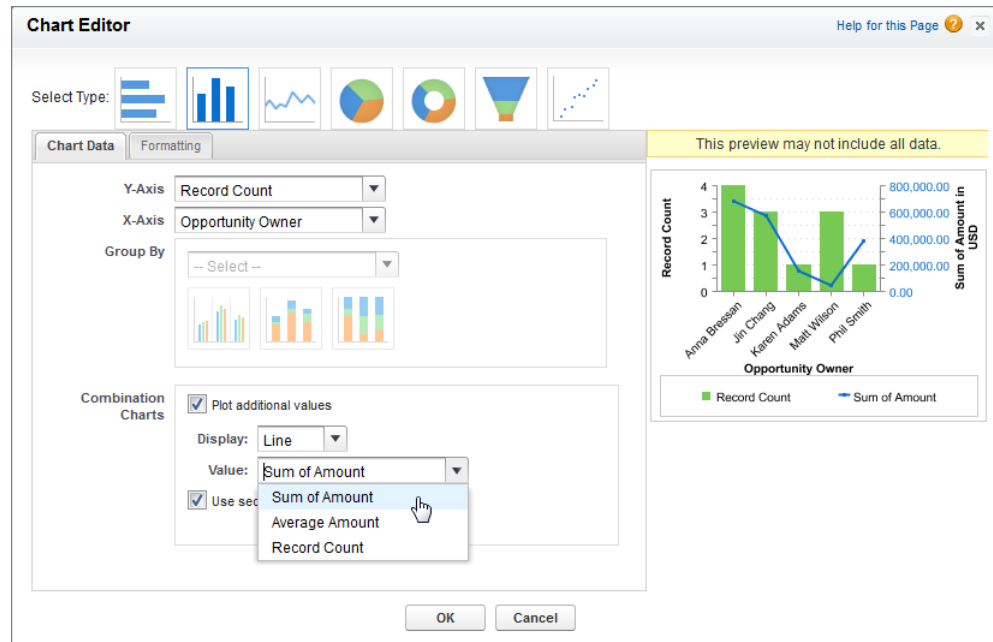 Chart Editor
Help for this Page
Select Type:
Chart Data Formatting
Y-Axis Record Count
X-Axis Opportunity Owner
Group By
-- Select --
Combination
Charts
Plot additional values
Display: Line
Value: Sum of Amount
Use sec
Sum of Amount
Average Amount
Record Count
OK Cancel
This preview may not include all data.
Record Count
4
3
2
1
0
800,000.00
600,000.00
400,000.00
200,000.00
0.00
Sum of Amount in
USD
Anna Bressan
Jin Chang
Karen Adams
Matt Wilson
Phil Smith
Opportunity Owner
Record Count Sum of Amount